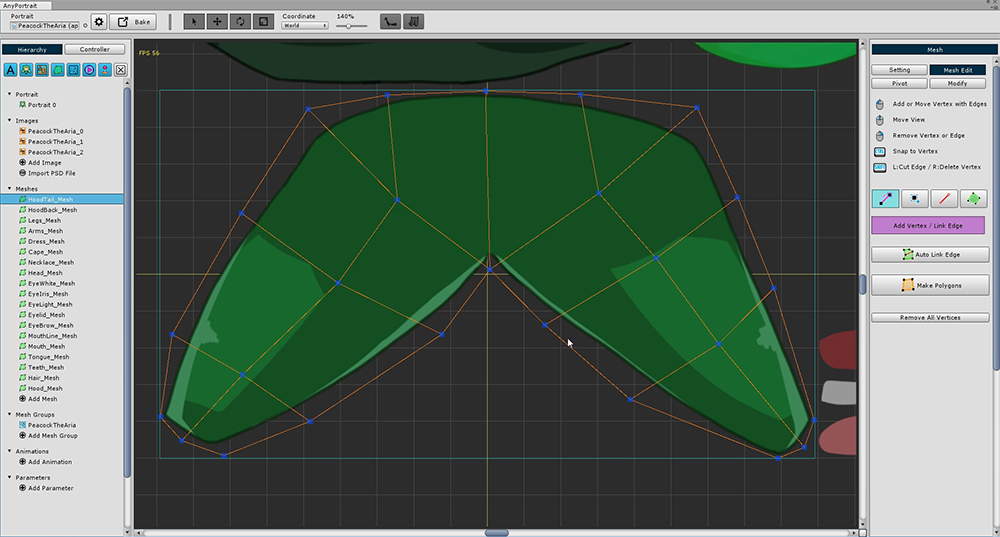 AnyPortrait
Portrait
PeacockTheAria (ap
Bake
Coordinate
World
140%
Hierarchy
Controller
A
Portrait
Portrait 0
Images
PeacockTheAria_0
PeacockTheAria_1
PeacockTheAria_2
Add Image
Import PSD File
Meshes
HoodTail_Mesh
HoodBack_Mesh
Legs_Mesh
Arms_Mesh
Dress_Mesh
Cape_Mesh
Necklace_Mesh
Head_Mesh
EyeWhite_Mesh
EyeIris_Mesh
EyeLight_Mesh
Eyelid_Mesh
EyeBrow_Mesh
MouthLine_Mesh
Mouth_Mesh
Tongue_Mesh
Teeth_Mesh
Hair_Mesh
Hood_Mesh
Add Mesh
Mesh Groups
PeacockTheAria
Add Mesh Group
Animations
Add Animation
Parameters
Add Parameter
FPS 56
Mesh
Setting
Mesh Edit
Pivot
Modify
Add or Move Vertex with Edges
Move View
Remove Vertex or Edge
Snap to Vertex
L:Cut Edge / R:Delete Vertex
Add Vertex / Link Edge
Auto Link Edge
Make Polygons
Remove All Vertices